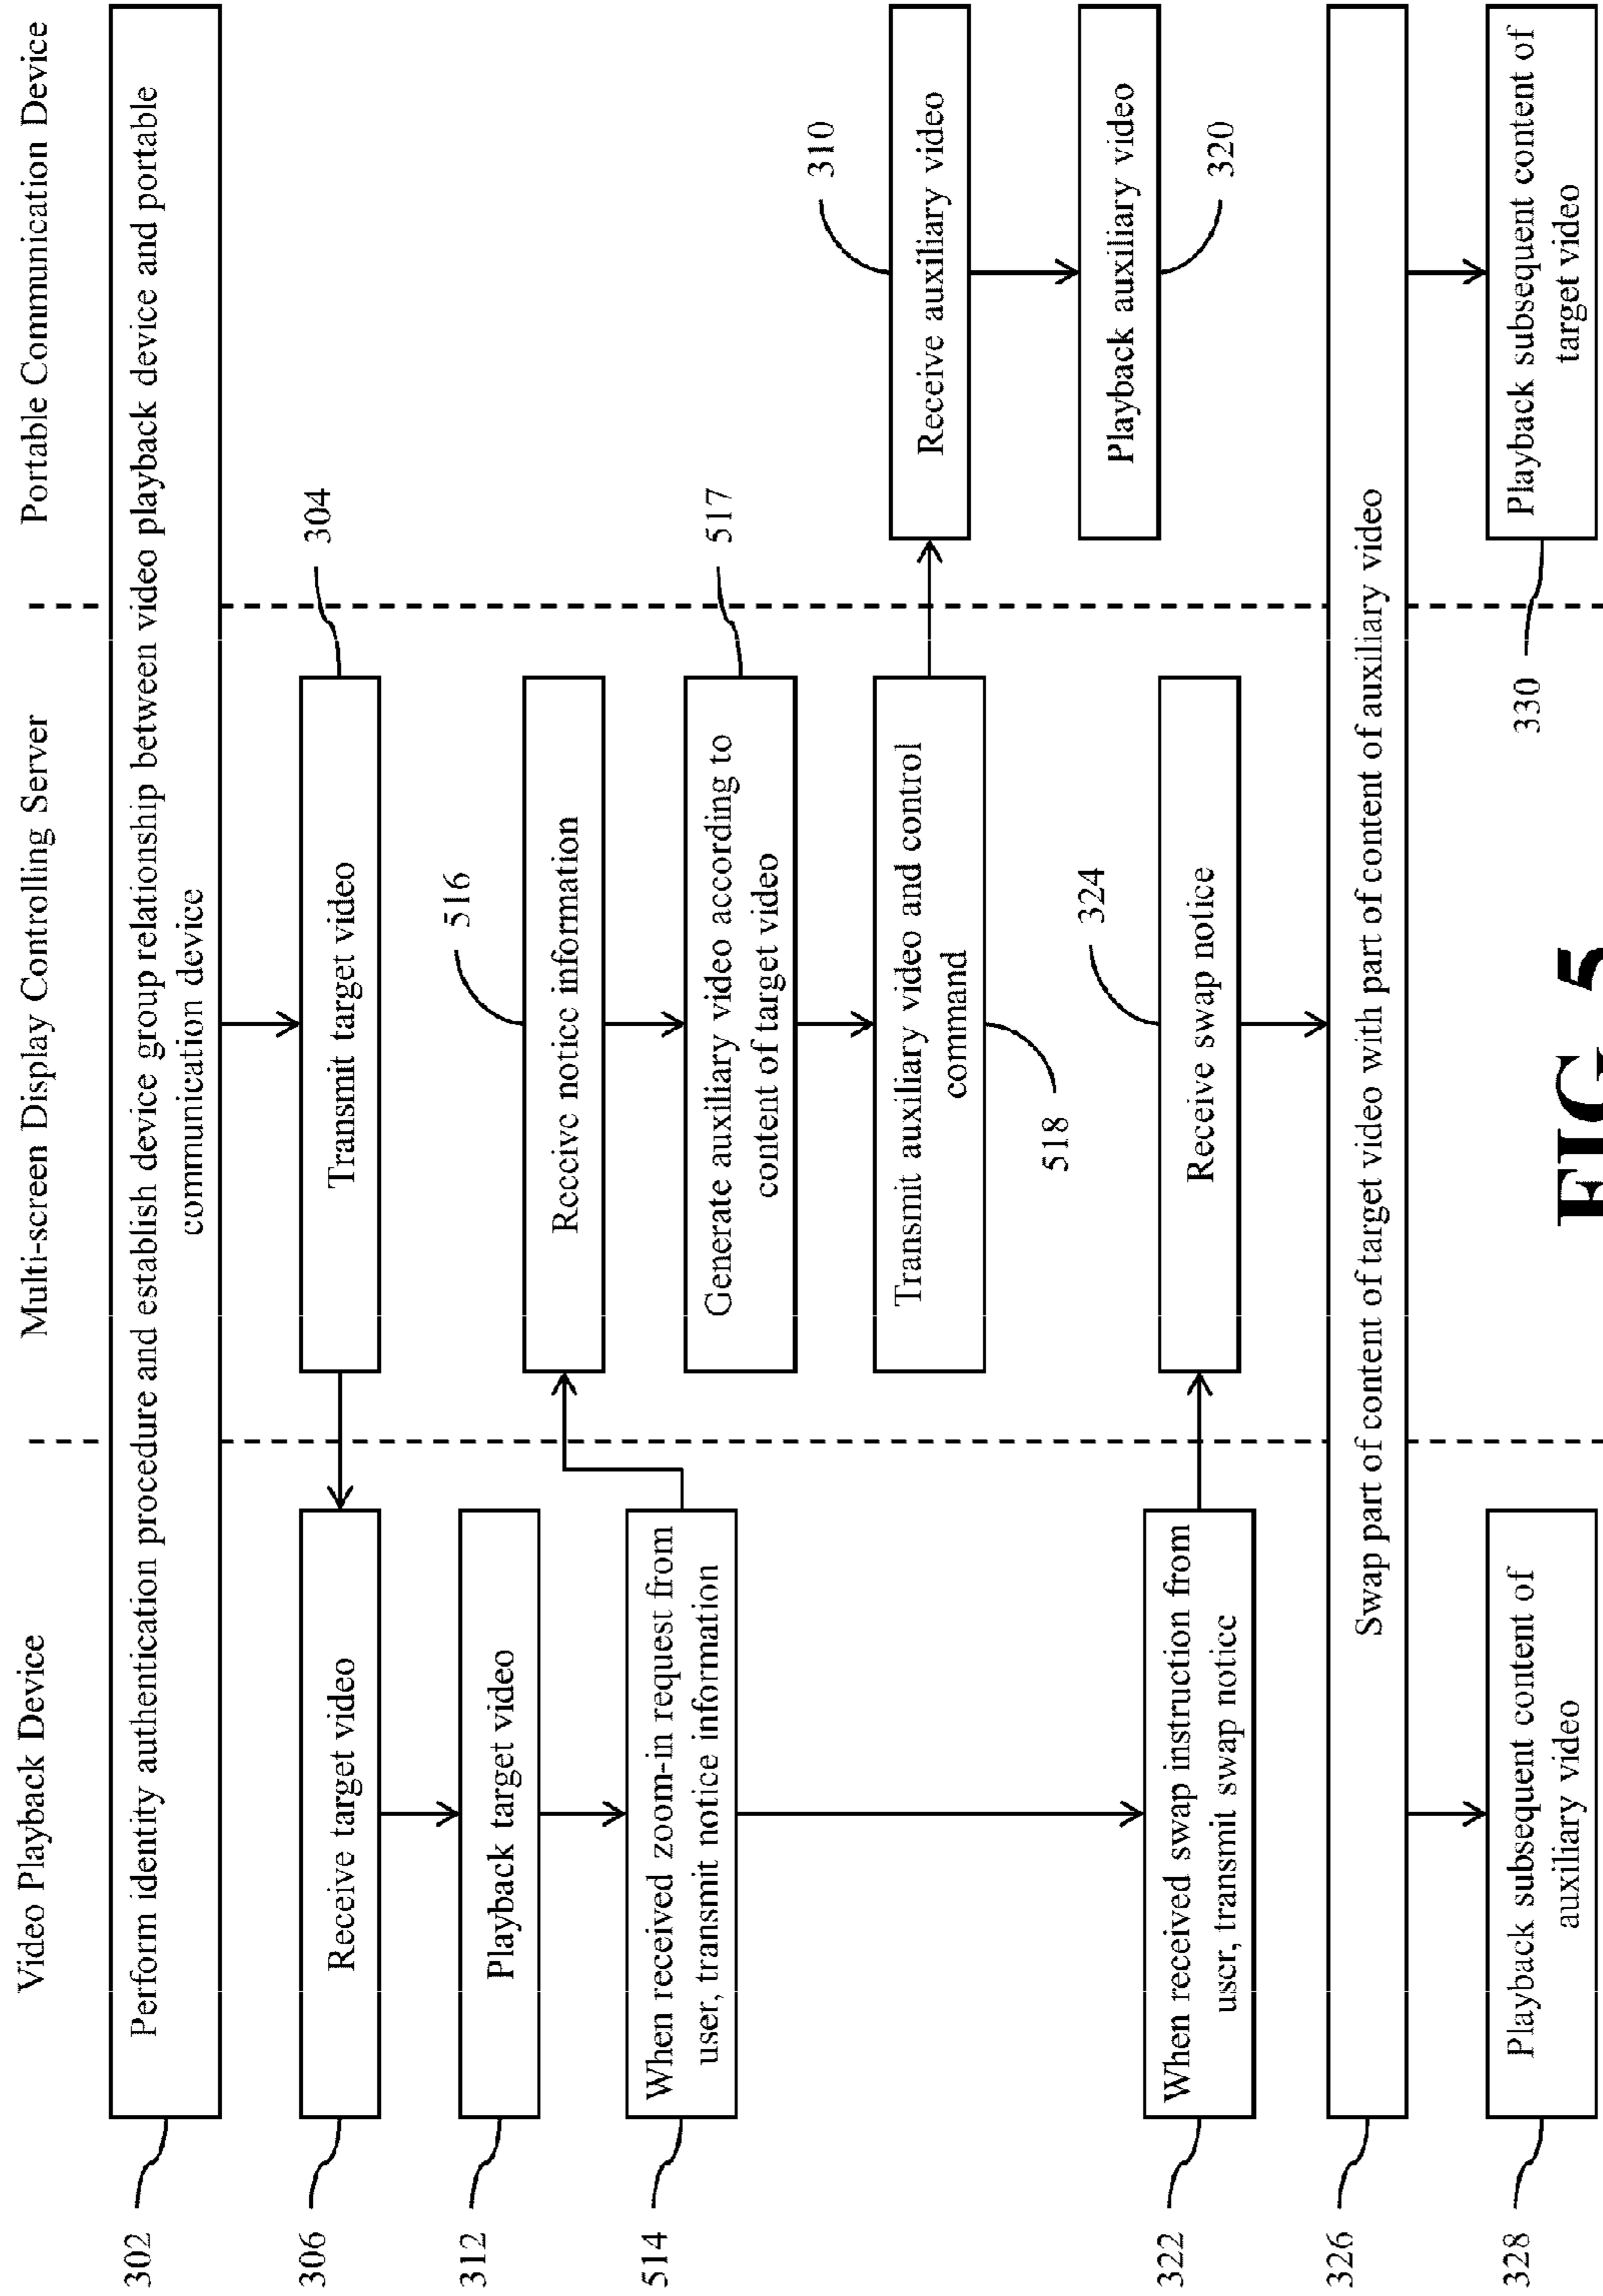 Video Playback Device
Multi-screen Display Controlling Server
Portable Communication Device
302
Perform identity authentication procedure and establish device group relationship between video playback device and portable
communication device
304
Transmit target video
306
Receive target video
312
Playback target video
514
When received zoom-in request from
user, transmit notice information
516
Receive notice information
517
Generate auxiliary video according to
content of target video
518
Transmit auxiliary video and control
command
310
Receive auxiliary video
320
Playback auxiliary video
322
When received swap instruction from
user, transmit swap notice
324
Receive swap notice
326
Swap part of content of target video with part of content of auxiliary video
328
Playback subsequent content of
auxiliary video
330
Playback subsequent content of
target video
FIG. 5